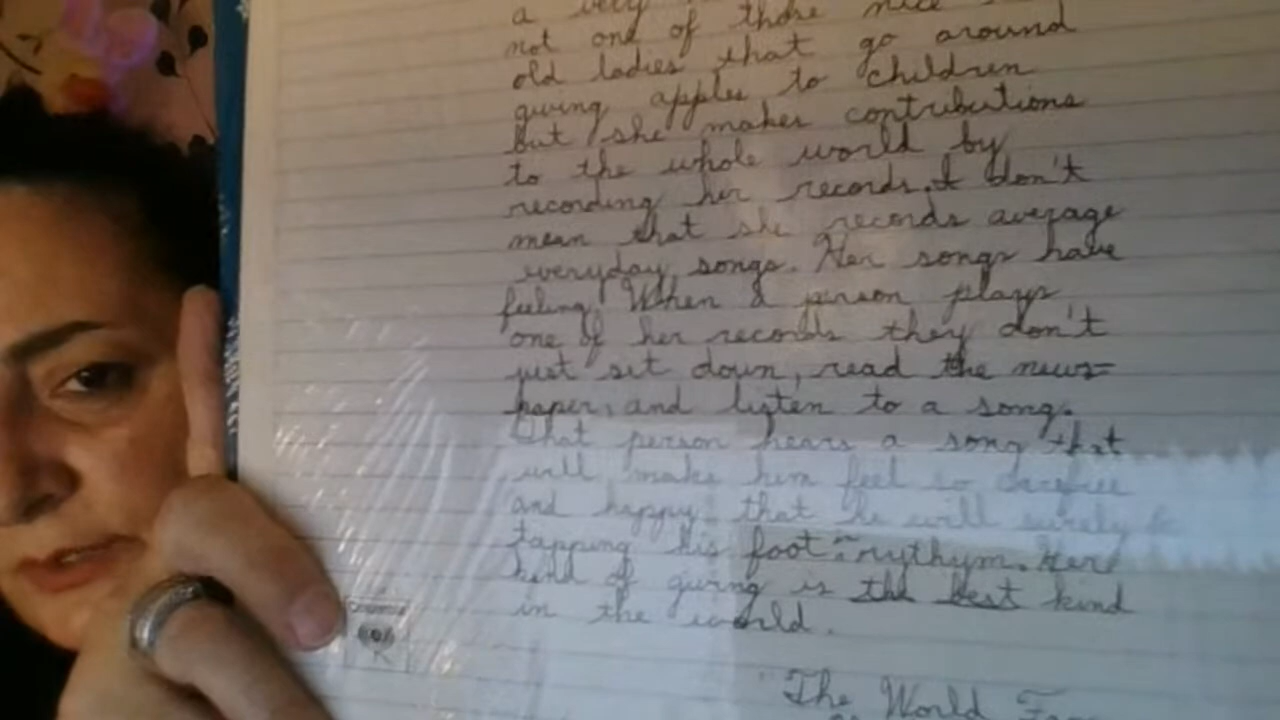 a very
not one of those nice
old ladies that go around
giving apples to children
but she makes contributions
to the whole world by
recording her records. I don't
mean that she records average
everyday songs. Her songs have
feeling! When a person plays
one of her records they don't
just sit down, read the news=
paper, and listen to a song.
That person hears a song that
will make him feel so carefree
and happy that he will surely be
tapping his foot in rythym. Her
kind of giving is the best kind
in the world.
"The World